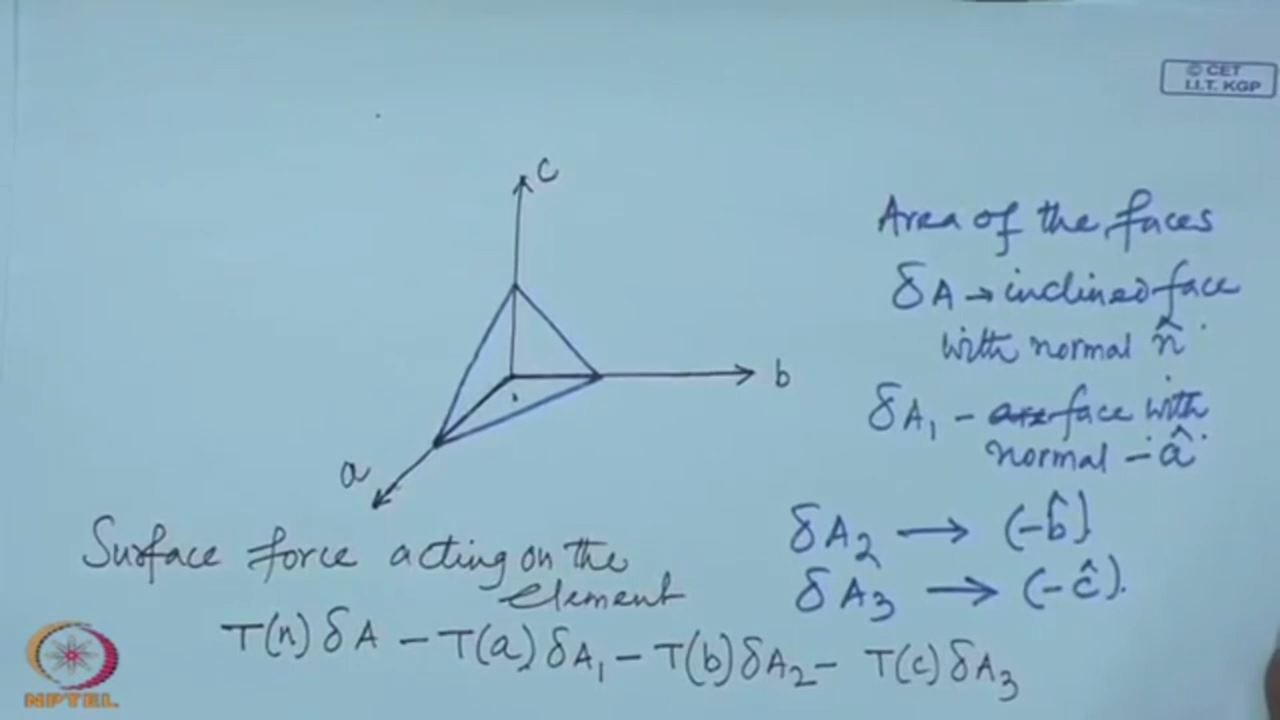 © CET
I.I.T. KGP
c
b
a
Area of the faces
δA → inclined face
with normal n̂
δA₁ - face with
normal - â
δA₂ → (-b̂)
δA₃ → (-ĉ).
Surface force acting on the
element
T(n) δA - T(a) δA₁ - T(b) δA₂ - T(c) δA₃
NPTEL